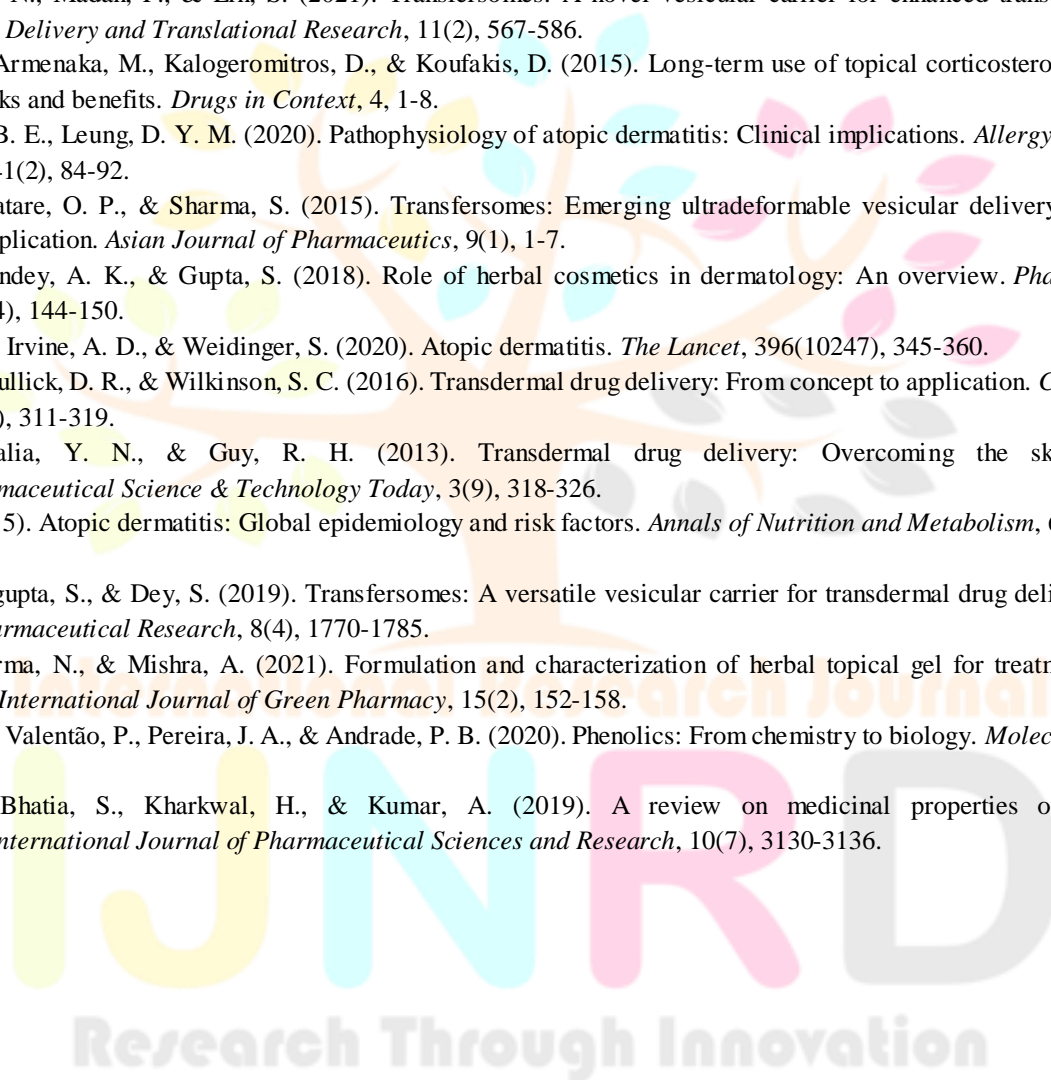 N., Madan, & S. (2021). Transfersomes: A novel vesicular carrier for enhanced
Delivery and Translational Research, 11(2), 567-586.
Armenaka, M., Kalogeromitros, D., & Koufakis, D. (2015). Long-term use of topical
ks and benefits. Drugs in Context, 4, 1-8.
B. E., Leung, D. Y. M. (2020). Pathophysiology of atopic dermatitis: Clinical implications. Allergy
1(2), 84-92.
atare, O. P., & Sharma, S. (2015). Transfersomes: Emerging ultradeformable vesicular delivery
plication. Asian Journal of Pharmaceutics, 9(1), 1-7.
ndey, A. K., & Gupta, S. (2018). Role of herbal cosmetics in dermatology: An overview. Pha
4), 144-150.
Irvine, A. D., & Weidinger, S. (2020). Atopic dermatitis. The Lancet, 396(10247), 345-360.
ullick, D. R., & Wilkinson, S. C. (2016). Transdermal drug delivery: From concept to application. C
), 311-319.
alia, Y. N., & Guy, R. H. (2013). Transdermal drug delivery: Overcoming the sk
maceutical Science & Technology Today, 3(9), 318-326.
5). Atopic dermatitis: Global epidemiology and risk factors. Annals of Nutrition and Metabolism,
gupta, S., & Dey, S. (2019). Transfersomes: A versatile vesicular carrier for transdermal drug deli
armaceutical Research, 8(4), 1770-1785.
rma, N., & Mishra, A. (2021). Formulation and characterization of herbal topical gel for treatm
International Journal of Green Pharmacy, 15(2), 152-158.
International Research Journal
Valentão, P., Pereira, J. A., & Andrade, P. B. (2020). Phenolics: From chemistry to biology. Molec
Bhatia, S., Kharkwal, H., & Kumar, A. (2019). A review on medicinal properties o
nternational Journal of Pharmaceutical Sciences and Research, 10(7), 3130-3136.
IJNRD
Research Through Innovation